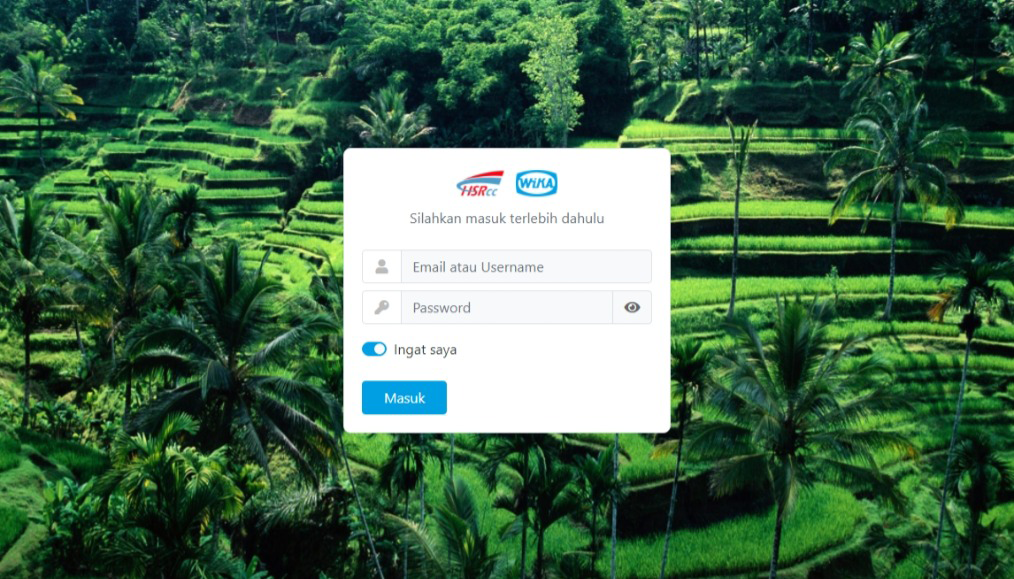 HSRcc WIKA
Silahkan masuk terlebih dahulu
Email atau Username
Password
Ingat saya
Masuk